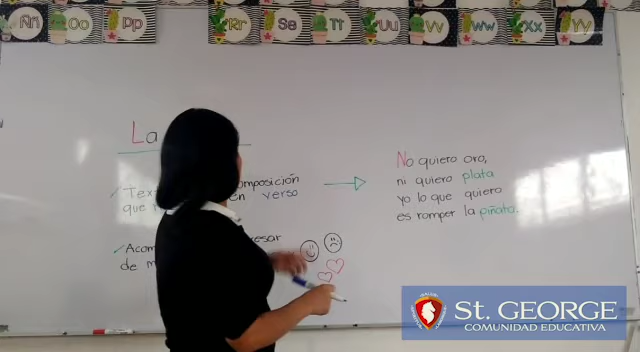 Ññ Oo Pp Rr Ss Tt Uu Vv Ww Xx Yy
La
Text omposición
que en verso
Acom esar
de m
No quiero oro,
ni quiero plata
yo lo que quiero
es romper la piñata.
St. GEORGE
COMUNIDAD EDUCATIVA